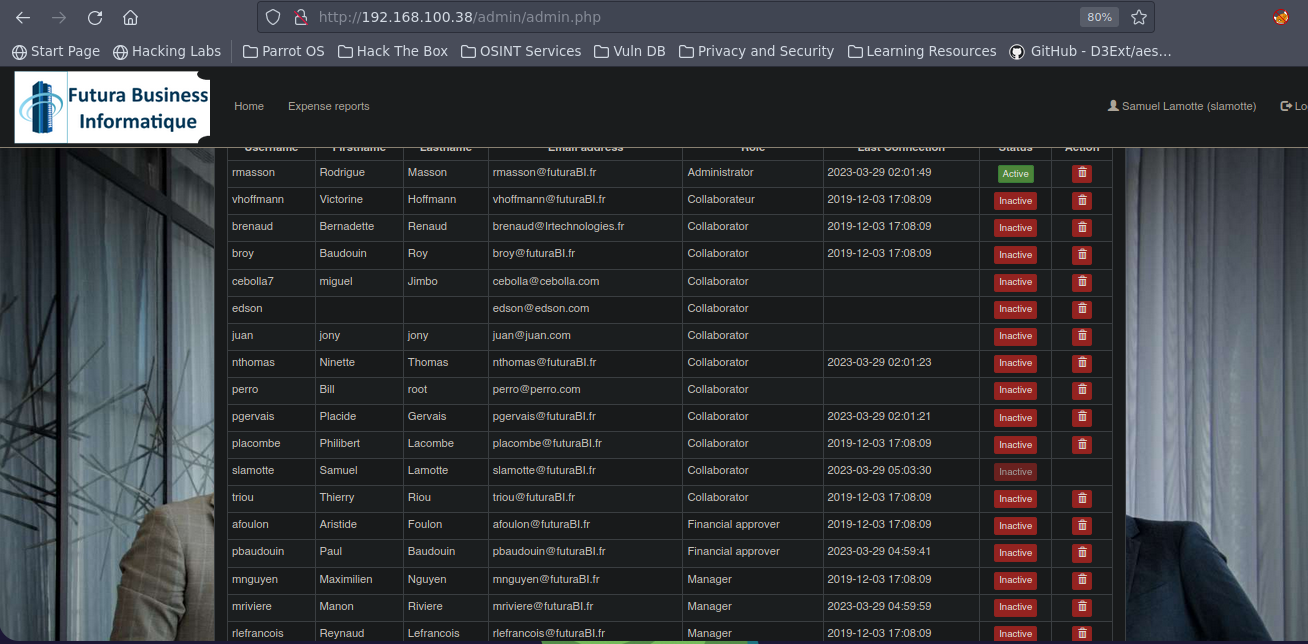 http://192.168.100.38/admin/admin.php 80%
Start Page Hacking Labs Parrot OS Hack The Box OSINT Services Vuln DB Privacy and Security Learning Resources GitHub - D3Ext/aes…
Futura Business
Informatique
Home Expense reports Samuel Lamotte (slamotte) Lo
Username Firstname Lastname Email address Role Last Connection Status Action
rmasson Rodrigue Masson rmasson@futuraBI.fr Administrator 2023-03-29 02:01:49 Active
vhoffmann Victorine Hoffmann vhoffmann@futuraBI.fr Collaborateur 2019-12-03 17:08:09 Inactive
brenaud Bernadette Renaud brenaud@lrtechnologies.fr Collaborator 2019-12-03 17:08:09 Inactive
broy Baudouin Roy broy@futuraBI.fr Collaborator 2019-12-03 17:08:09 Inactive
cebolla7 miguel Jimbo cebolla@cebolla.com Collaborator Inactive
edson edson@edson.com Collaborator Inactive
juan jony jony juan@juan.com Collaborator Inactive
nthomas Ninette Thomas nthomas@futuraBI.fr Collaborator 2023-03-29 02:01:23 Inactive
perro Bill root perro@perro.com Collaborator Inactive
pgervais Placide Gervais pgervais@futuraBI.fr Collaborator 2023-03-29 02:01:21 Inactive
placombe Philibert Lacombe placombe@futuraBI.fr Collaborator 2019-12-03 17:08:09 Inactive
slamotte Samuel Lamotte slamotte@futuraBI.fr Collaborator 2023-03-29 05:03:30 Inactive
triou Thierry Riou triou@futuraBI.fr Collaborator 2019-12-03 17:08:09 Inactive
afoulon Aristide Foulon afoulon@futuraBI.fr Financial approver 2019-12-03 17:08:09 Inactive
pbaudouin Paul Baudouin pbaudouin@futuraBI.fr Financial approver 2023-03-29 04:59:41 Inactive
mnguyen Maximilien Nguyen mnguyen@futuraBI.fr Manager 2019-12-03 17:08:09 Inactive
mriviere Manon Riviere mriviere@futuraBI.fr Manager 2023-03-29 04:59:59 Inactive
rlefrancois Reynaud Lefrancois rlefrancois@futuraBI.fr Manager 2019-12-03 17:08:09 Inactive